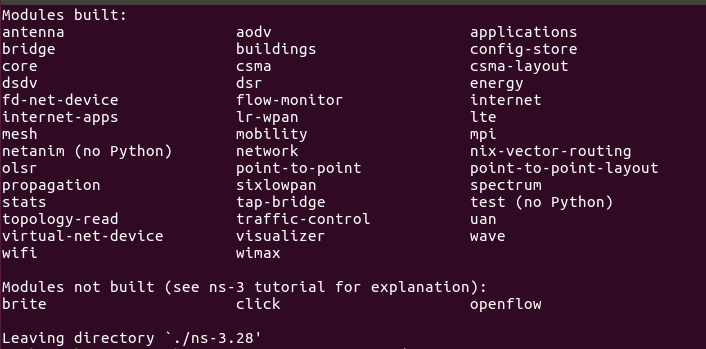 Modules built:
antenna aodv applications
bridge buildings config-store
core csma csma-layout
dsdv dsr energy
fd-net-device flow-monitor internet
internet-apps lr-wpan lte
mesh mobility mpi
netanim (no Python) network nix-vector-routing
olsr point-to-point point-to-point-layout
propagation sixlowpan spectrum
stats tap-bridge test (no Python)
topology-read traffic-control uan
virtual-net-device visualizer wave
wifi wimax
Modules not built (see ns-3 tutorial for explanation):
brite click openflow
Leaving directory `./ns-3.28'